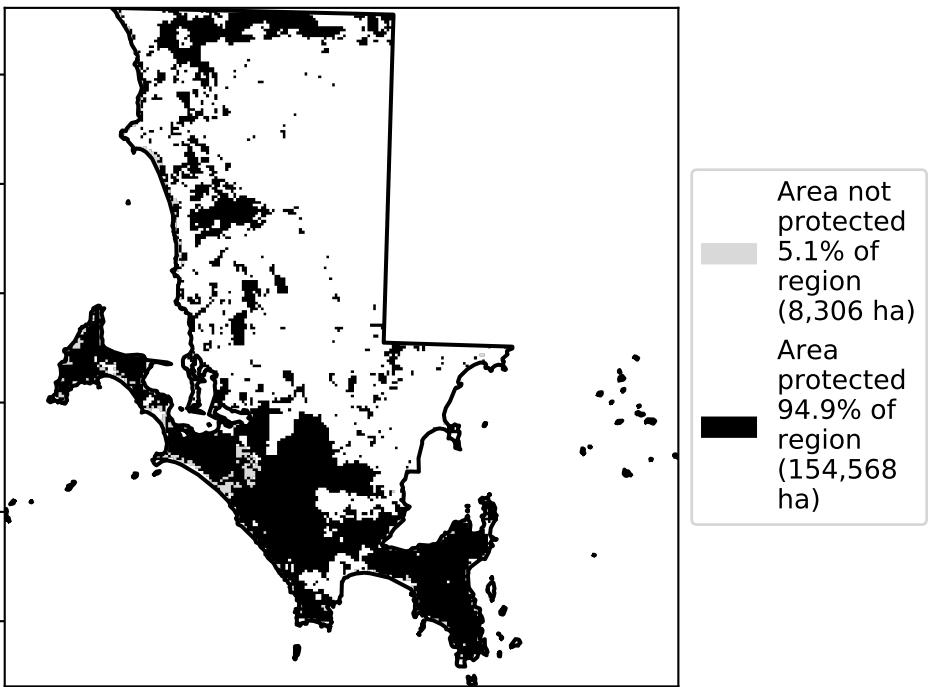 Area not
protected
5.1% of
region
(8,306 ha)
Area
protected
94.9% of
region
(154,568
ha)